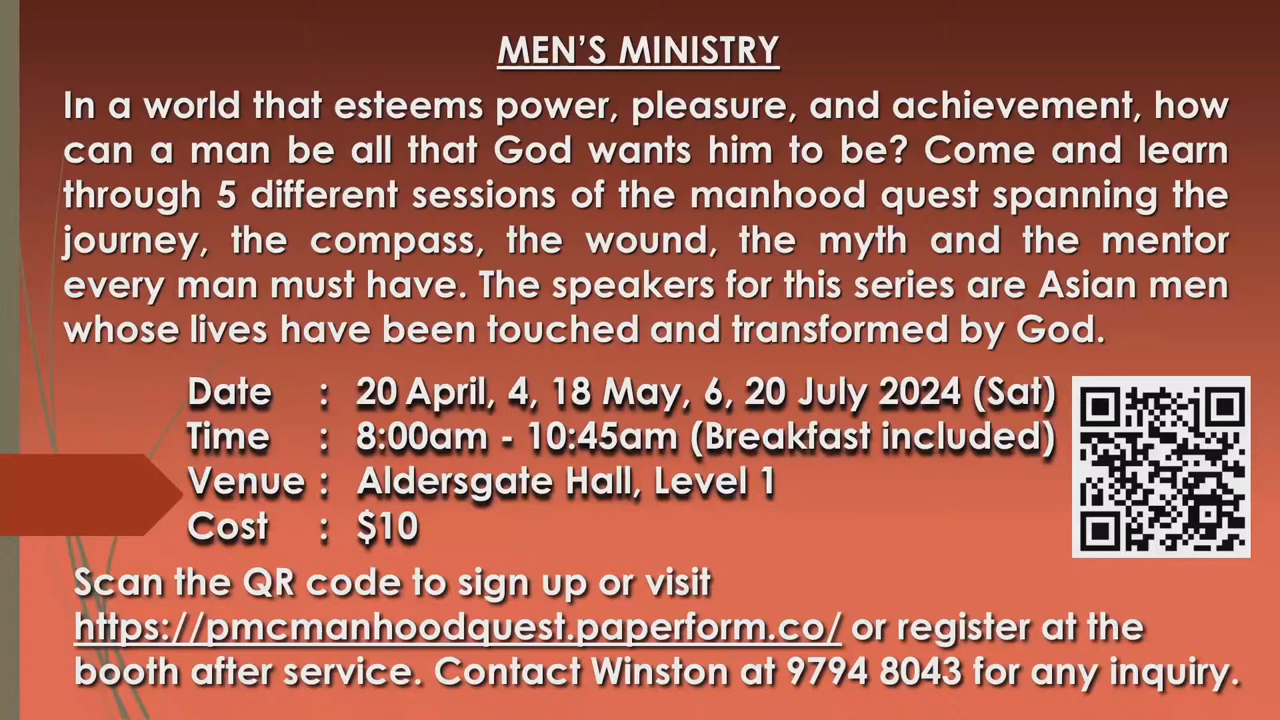 MEN’S MINISTRY
In a world that esteems power, pleasure, and achievement, how
can a man be all that God wants him to be? Come and learn
through 5 different sessions of the manhood quest spanning the
journey, the compass, the wound, the myth and the mentor
every man must have. The speakers for this series are Asian men
whose lives have been touched and transformed by God.
Date : 20 April, 4, 18 May, 6, 20 July 2024 (Sat)
Time : 8:00am - 10:45am (Breakfast included)
Venue : Aldersgate Hall, Level 1
Cost : $10
Scan the QR code to sign up or visit
https://pmcmanhoodquest.paperform.co/ or register at the
booth after service. Contact Winston at 9794 8043 for any inquiry.